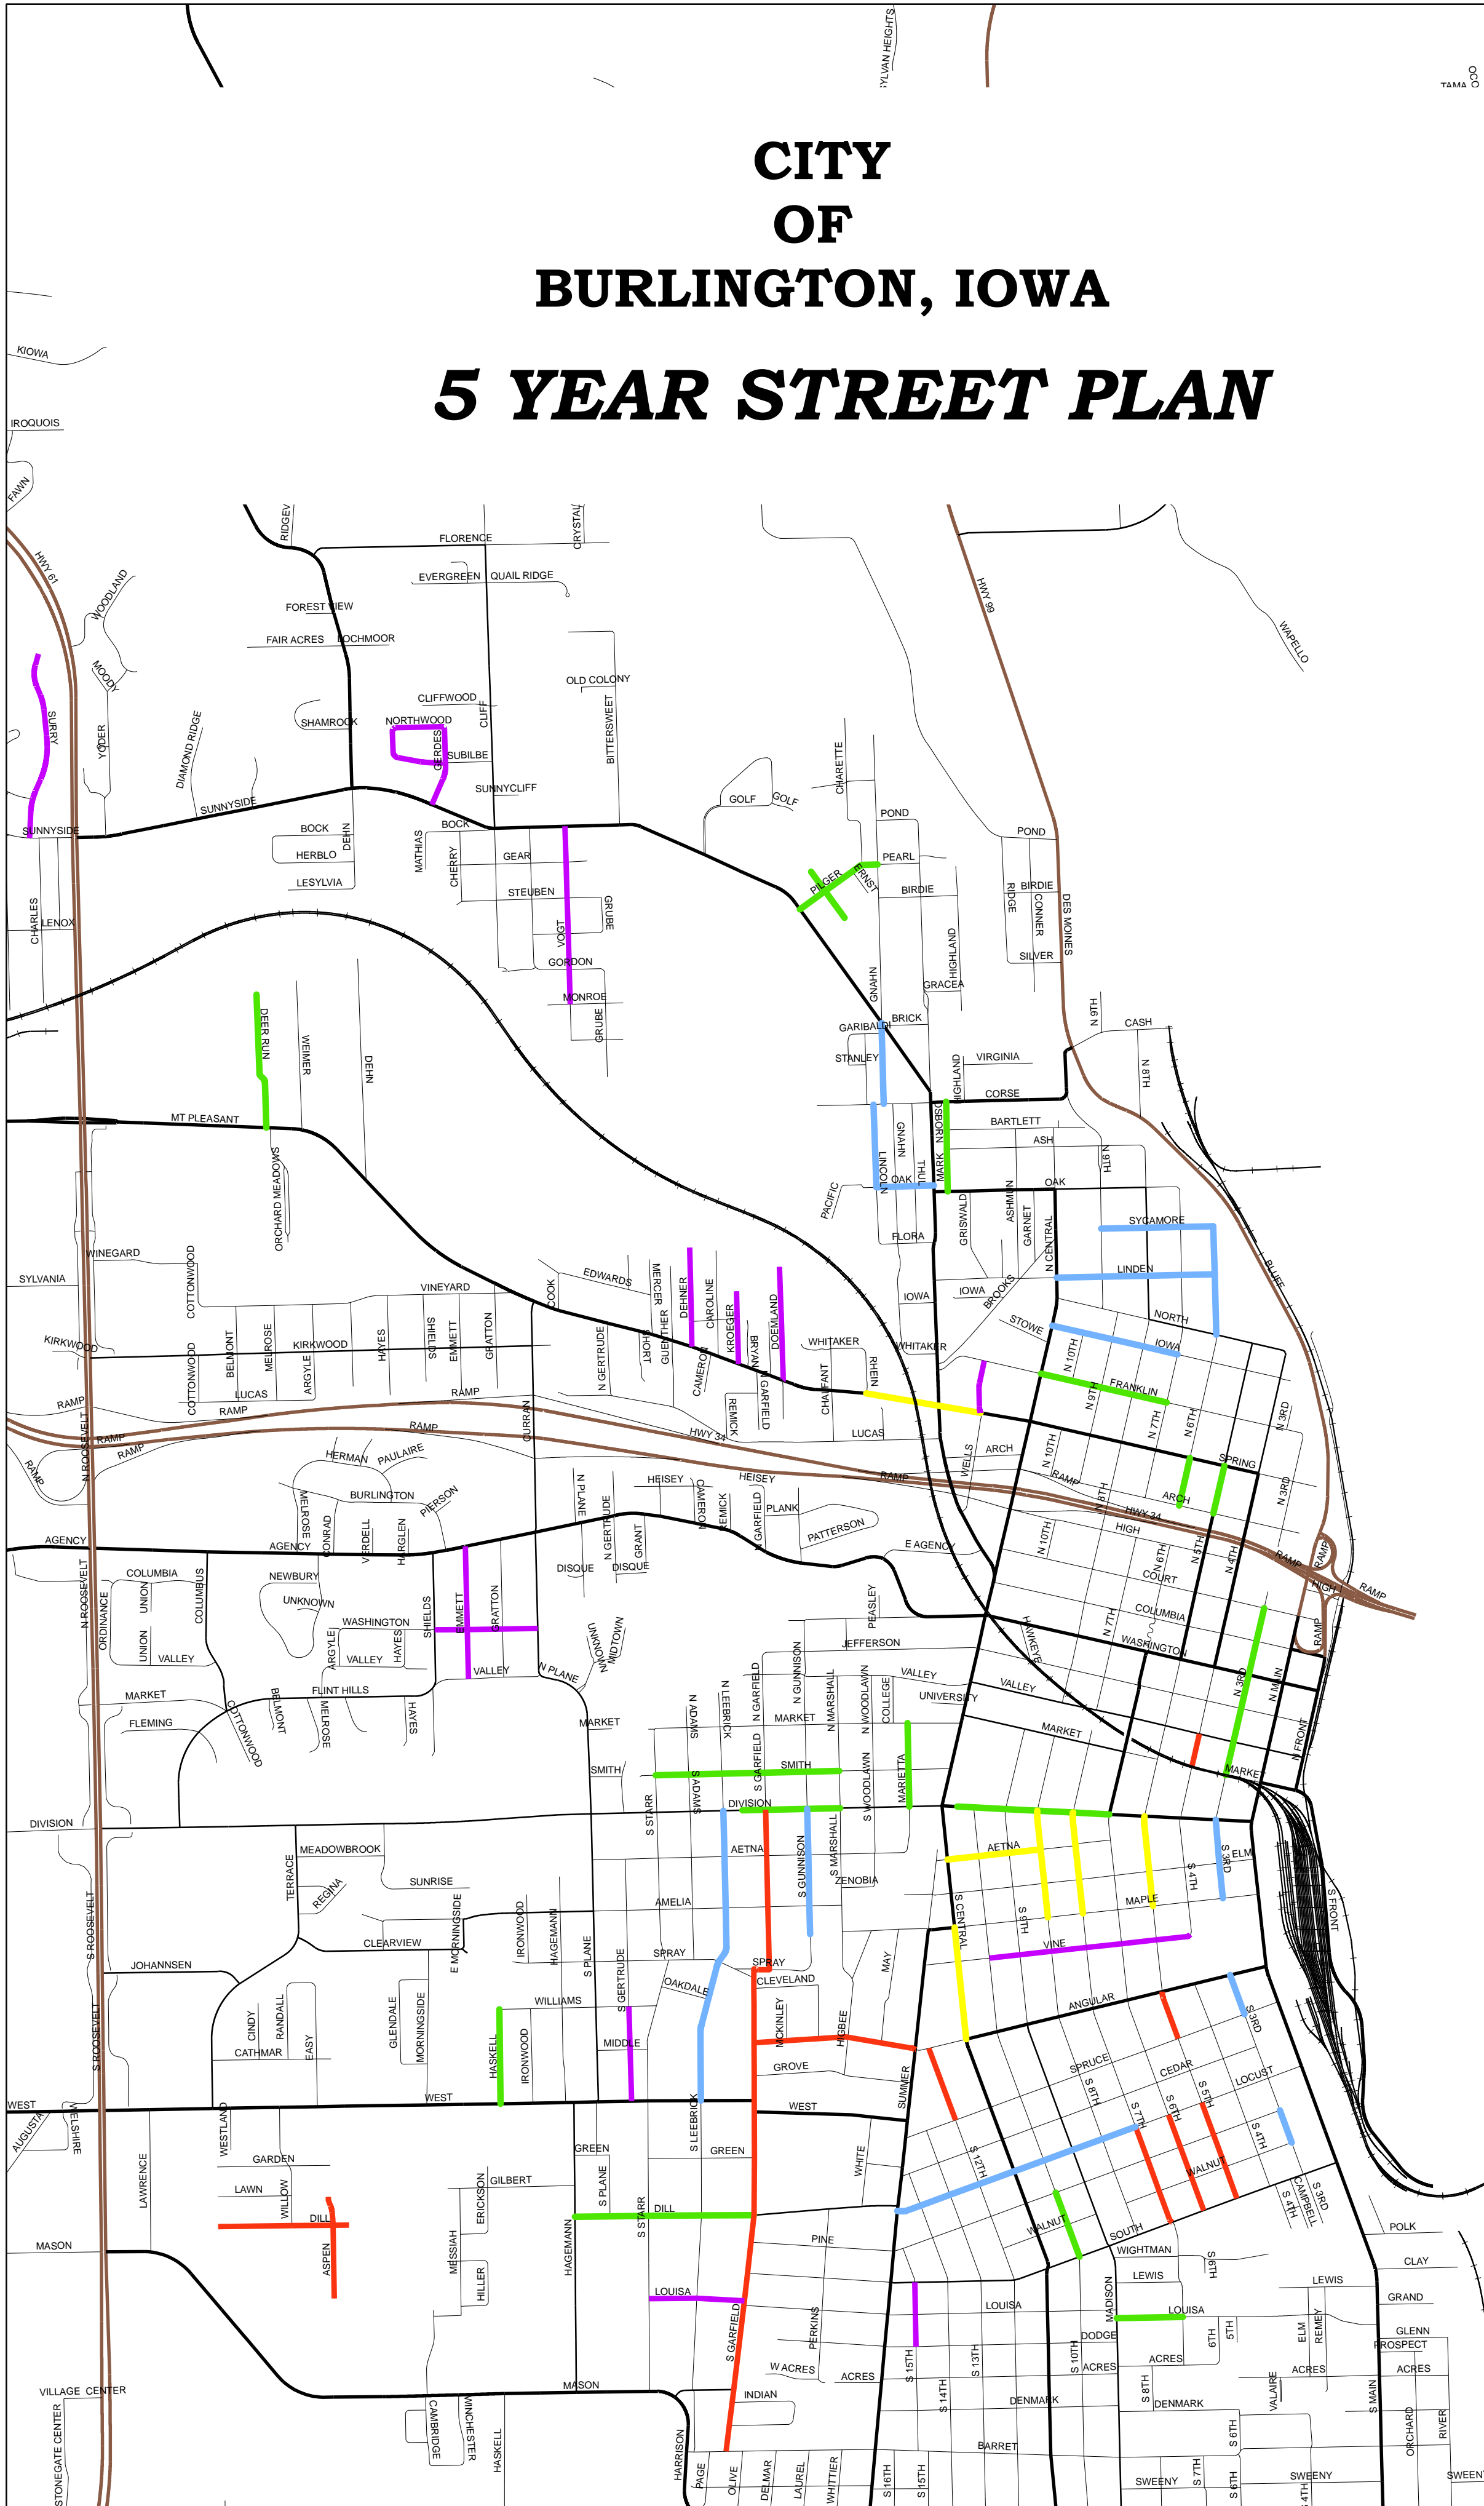 YLVAN HEIGHTS
OCO
TAMA
CITY
OF
BURLINGTON, IOWA
5 YEAR STREET PLAN
KIOWA
IROQUOIS
FAWN
RIDGEV
FLORENCE
CRYSTAL
HWY 61
HWY 99
EVERGREEN
QUAIL RIDGE
WOODLAND
FOREST VIEW
FAIR ACRES
LOCHMOOR
WAPELLO
MOODY
OLD COLONY
CLIFFWOOD
SURRY
YODER
DIAMOND RIDGE
SHAMROCK
NORTHWOOD
CLIFF
BITTERSWEET
GERDES
SUBILBE
CHARETTE
SUNNYCLIFF
SUNNYSIDE
GOLF
GOLF
POND
SUNNYSIDE
BOCK
DEHN
BOCK
POND
HERBLO
MATHIAS
CHERRY
GEAR
PEARL
LESYLVIA
STEUBEN
PILGER
ERNST
BIRDIE
RIDGE
BIRDIE
CHARLES
LENOX
GRUBE
VOGT
CONNER
DES MOINES
HIGHLAND
GORDON
SILVER
GNAHN
GRACEA
MONROE
DEER RUN
GRUBE
GARIBALDI
BRICK
N 9TH
CASH
WEIMER
DEHN
STANLEY
HIGHLAND
VIRGINIA
N 8TH
CORSE
MT PLEASANT
OSBORN
BARTLETT
GNAHN
ASH
ORCHARD MEADOWS
LINCOLN
THUL
MARK
N 9TH
OAK
OAK
PACIFIC
GRISWALD
ASHMUN
GARNET
N CENTRAL
SYCAMORE
WINEGARD
FLORA
SYLVANIA
COTTONWOOD
EDWARDS
MERCER
LINDEN
BLUFF
VINEYARD
COOK
DEHNER
CAROLINE
IOWA
IOWA
BROOKS
NORTH
KIRKWOOD
KIRKWOOD
BELMONT
MELROSE
ARGYLE
HAYES
SHIELDS
EMMETT
GRATTON
N GERTRUDE
SHORT
GUENTHER
KROEGER
BRYAN
DOEMLAND
WHITAKER
WHITAKER
STOWE
IOWA
N 10TH
COTTONWOOD
CAMERON
RHEN
FRANKLIN
N 9TH
LUCAS
RAMP
N GARFIELD
CHALFANT
N 7TH
N 6TH
N 3RD
RAMP
RAMP
RAMP
CURRAN
REMICK
N ROOSEVELT
RAMP
RAMP
RAMP
HWY 34
LUCAS
ARCH
WELLS
N 10TH
SPRING
HERMAN
PAULAIRE
RAMP
RAMP
HEISEY
HEISEY
ARCH
N 3RD
N 8TH
BURLINGTON
PIERSON
N PLANE
N GERTRUDE
CAMERON
REMICK
N GARFIELD
PLANK
HWY 34
MELROSE
CONRAD
VERDELL
HARGLEN
GRANT
PATTERSON
HIGH
N 10TH
N 6TH
N 5TH
N 4TH
RAMP
RAMP
AGENCY
AGENCY
E AGENCY
COURT
HIGH
RAMP
COLUMBIA
NEWBURY
DISQUE
DISQUE
N ROOSEVELT
ORDINANCE
UNION
COLUMBUS
UNKNOWN
PEASLEY
COLUMBIA
N 7TH
WASHINGTON
SHIELDS
EMMETT
GRATTON
UNKNOWN
MIDTOWN
HAWKEYE
WASHINGTON
RAMP
UNION
ARGYLE
HAYES
JEFFERSON
VALLEY
VALLEY
VALLEY
N PLANE
N GUNNISON
VALLEY
VALLEY
N 3RD
N MAIN
MARKET
COTTONWOOD
BELMONT
FLINT HILLS
MELROSE
HAYES
N ADAMS
N LEEBRICK
N GARFIELD
N MARSHALL
N WOODLAWN
COLLEGE
UNIVERSITY
FLEMING
MARKET
MARKET
MARKET
N FRONT
SMITH
S ADAMS
S GARFIELD
SMITH
S WOODLAWN
MARIETTA
MARKET
DIVISION
S STARR
DIVISION
AETNA
S GUNNISON
S MARSHALL
AETNA
S 3RD
ELM
MEADOWBROOK
TERRACE
REGINA
SUNRISE
ZENOBIA
S 4TH
AMELIA
MAPLE
S CENTRAL
S 9TH
S FRONT
S ROOSEVELT
CLEARVIEW
E MORNINGSIDE
IRONWOOD
HAGEMANN
S PLANE
SPRAY
SPRAY
MAY
VINE
JOHANNSEN
S GERTRUDE
OAKDALE
CLEVELAND
WILLIAMS
ANGULAR
S ROOSEVELT
CINDY
RANDALL
EASY
GLENDALE
MORNINGSIDE
HASKELL
IRONWOOD
MIDDLE
MCKINLEY
HIGBEE
S 3RD
CATHMAR
GROVE
SPRUCE
CEDAR
LOCUST
WEST
WEST
WEST
SUMMER
S 8TH
S 7TH
S 6TH
S 5TH
AUGUSTA
WELSHIRE
WESTLAND
S LEEBRICK
S 4TH
LAWRENCE
GARDEN
GREEN
GREEN
WHITE
S 12TH
WALNUT
LAWN
WILLOW
GILBERT
ERICKSON
S PLANE
CAMPBELL
S 3RD
S 4TH
DILL
DILL
S STARR
WALNUT
SOUTH
POLK
MASON
ASPEN
MESSIAH
HAGEMANN
PINE
WIGHTMAN
S 6TH
CLAY
HILLER
LOUISA
LEWIS
LEWIS
GRAND
S GARFIELD
PERKINS
LOUISA
MADISON
LOUISA
DODGE
6TH
5TH
ELM
REMEY
GLENN
PROSPECT
W ACRES
ACRES
S 15TH
S 13TH
S 10TH
ACRES
ACRES
ACRES
ACRES
VILLAGE CENTER
MASON
INDIAN
S 14TH
DENMARK
S 8TH
DENMARK
VALAIRE
S MAIN
STONEGATE CENTER
CAMBRIDGE
WINCHESTER
HASKELL
HARRISON
BARRET
S 6TH
ORCHARD
RIVER
PAGE
OLIVE
DELMAR
LAUREL
WHITTIER
S 16TH
S 15TH
SWEENY
S 7TH
S 6TH
SWEENY
4TH
SWEEN